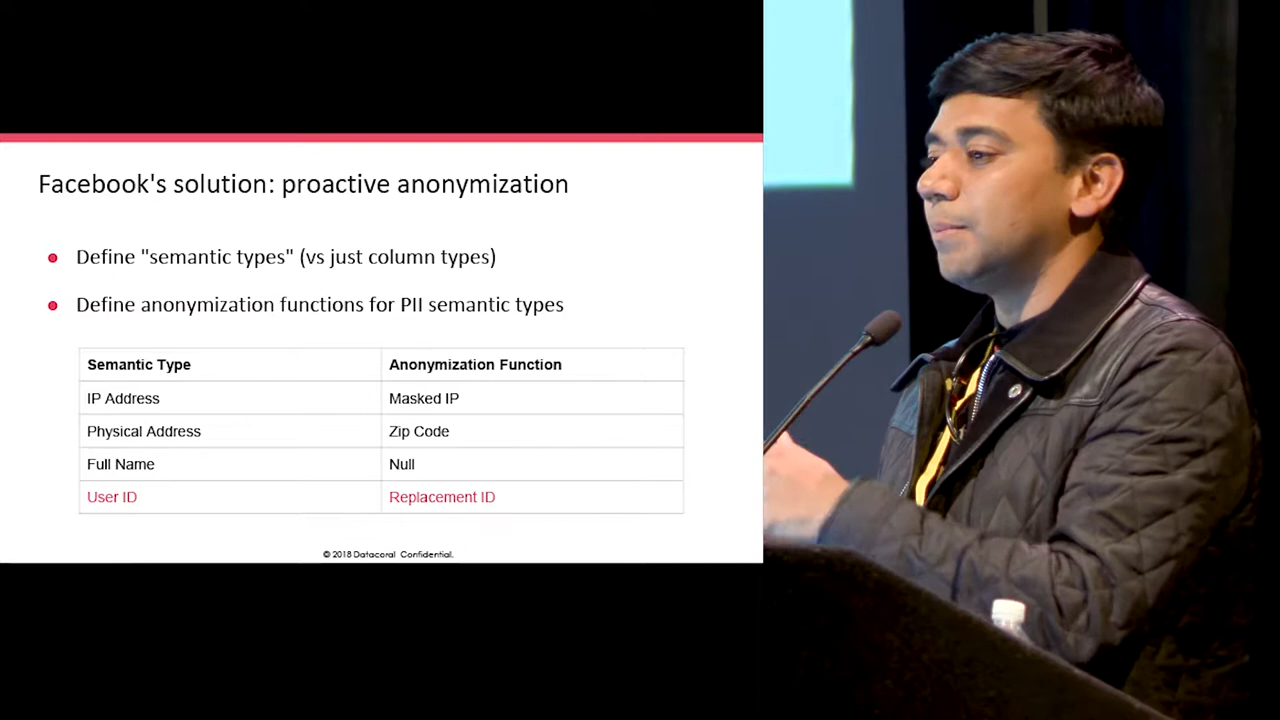 Facebook's solution: proactive anonymization
Define "semantic types" (vs just column types)
Define anonymization functions for PII semantic types
Semantic Type Anonymization Function
IP Address Masked IP
Physical Address Zip Code
Full Name Null
User ID Replacement ID
© 2018 Datacoral Confidential.